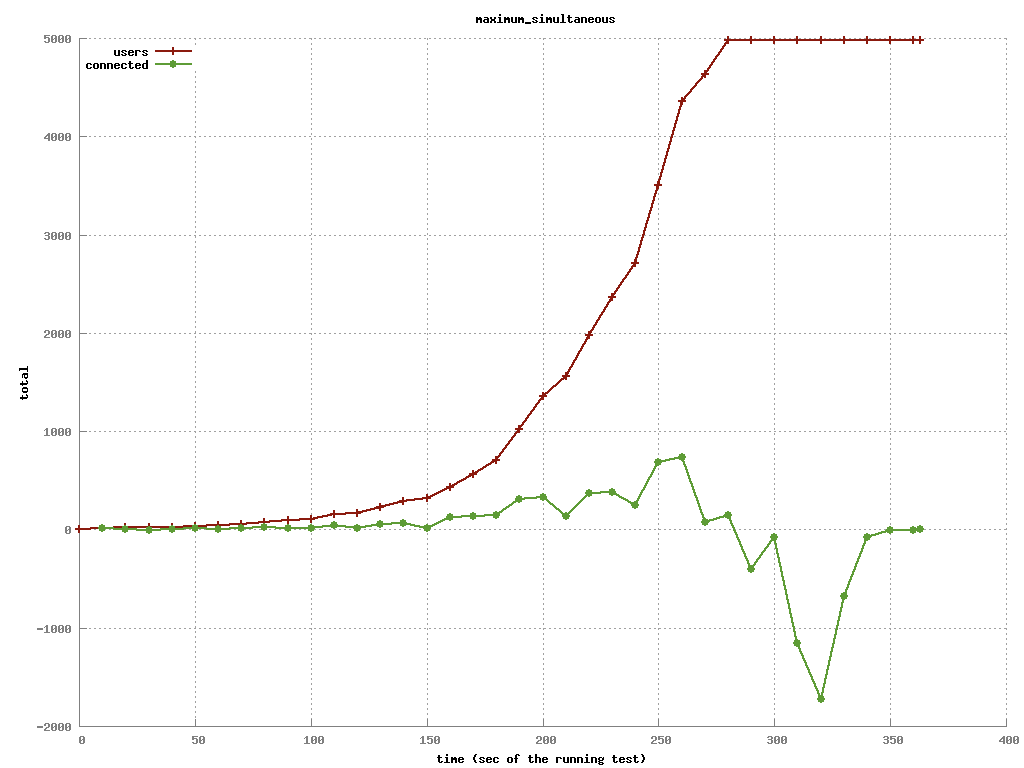 maximum_simultaneous
users
connected
5000
4000
3000
2000
1000
0
-1000
-2000
total
0 50 100 150 200 250 300 350 400
time (sec of the running test)